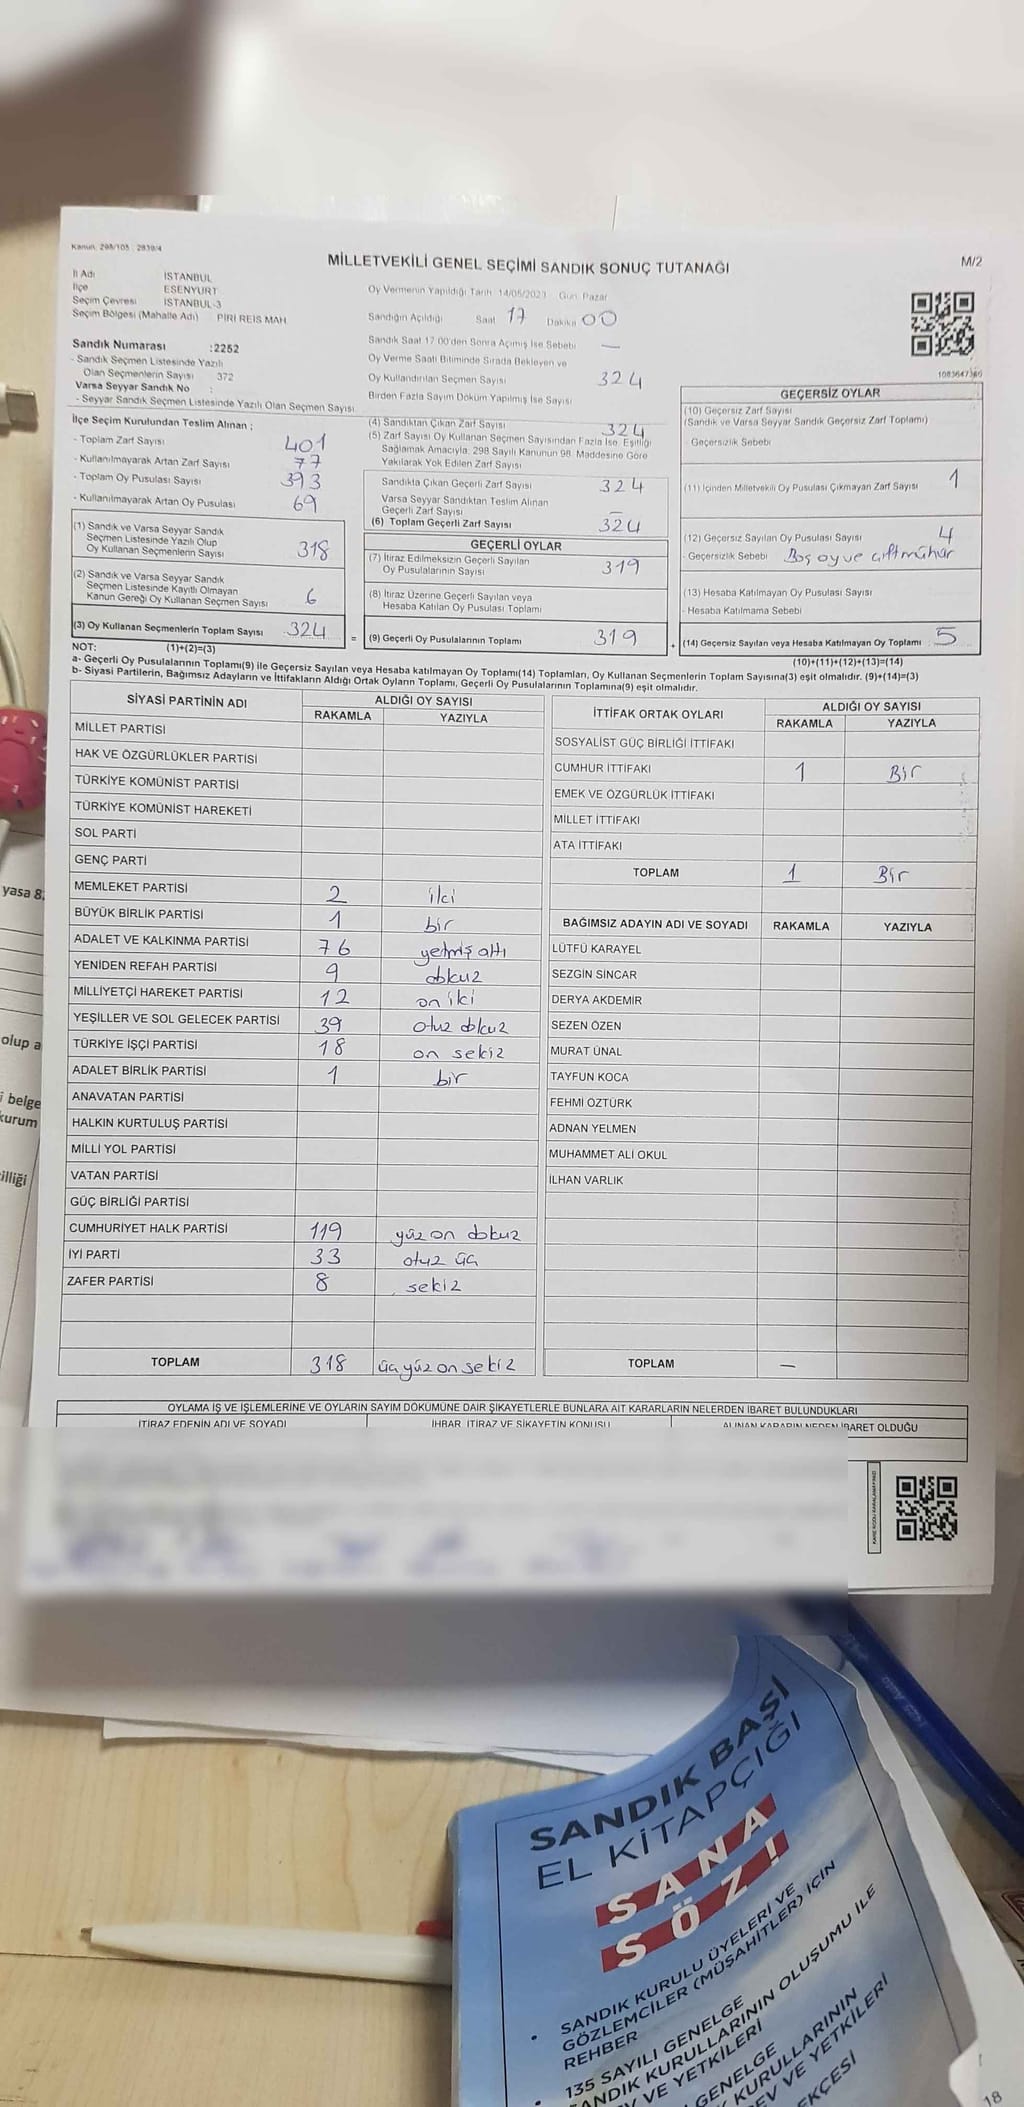 Kanun: 298/105 - 2839/4
MİLLETVEKİLİ GENEL SEÇİMİ SANDIK SONUÇ TUTANAĞI
M/2
İl Adı İSTANBUL
İlçe ESENYURT
Seçim Çevresi İSTANBUL-3
Seçim Bölgesi (Mahalle Adı) PİRİ REİS MAH
Sandık Numarası :2252
- Sandık Seçmen Listesinde Yazılı
Olan Seçmenlerin Sayısı 372
Varsa Seyyar Sandık No :
- Seyyar Sandık Seçmen Listesinde Yazılı Olan Seçmen Sayısı
Oy Vermenin Yapıldığı Tarih 14/05/2023 Gün Pazar
Sandığın Açıldığı Saat 17 Dakika 00
Sandık Saat 17.00'den Sonra Açımış İse Sebebi —
Oy Verme Saati Bitiminde Sırada Bekleyen ve
Oy Kullandırılan Seçmen Sayısı 324
Birden Fazla Sayım Döküm Yapılmış İse Sayısı
1083647360
İlçe Seçim Kurulundan Teslim Alınan ;
- Toplam Zarf Sayısı 401
- Kullanılmayarak Artan Zarf Sayısı 77
- Toplam Oy Pusulası Sayısı 393
- Kullanılmayarak Artan Oy Pusulası 69
(1) Sandık ve Varsa Seyyar Sandık
Seçmen Listesinde Yazılı Olup
Oy Kullanan Seçmenlerin Sayısı 318
(2) Sandık ve Varsa Seyyar Sandık
Seçmen Listesinde Kayıtlı Olmayan
Kanun Gereği Oy Kullanan Seçmen Sayısı 6
(3) Oy Kullanan Seçmenlerin Toplam Sayısı 324 =
(4) Sandıktan Çıkan Zarf Sayısı 324
(5) Zarf Sayısı Oy Kullanan Seçmen Sayısından Fazla İse, Eşitliği
Sağlamak Amacıyla, 298 Sayılı Kanunun 98. Maddesine Göre
Yakılarak Yok Edilen Zarf Sayısı
Sandıkta Çıkan Geçerli Zarf Sayısı 324
Varsa Seyyar Sandıktan Teslim Alınan
Geçerli Zarf Sayısı —
(6) Toplam Geçerli Zarf Sayısı 324
GEÇERLİ OYLAR
(7) İtiraz Edilmeksizin Geçerli Sayılan
Oy Pusulalarının Sayısı 319
(8) İtiraz Üzerine Geçerli Sayılan veya
Hesaba Katılan Oy Pusulası Toplamı
(9) Geçerli Oy Pusulalarının Toplamı 319 +
GEÇERSİZ OYLAR
(10) Geçersiz Zarf Sayısı
(Sandık ve Varsa Seyyar Sandık Geçersiz Zarf Toplamı)
- Geçersizlik Sebebi
(11) İçinden Milletvekili Oy Pusulası Çıkmayan Zarf Sayısı 1
(12) Geçersiz Sayılan Oy Pusulası Sayısı 4
- Geçersizlik Sebebi Boş oy ve çift mühür
(13) Hesaba Katılmayan Oy Pusulası Sayısı
- Hesaba Katılmama Sebebi
(14) Geçersiz Sayılan veya Hesaba Katılmayan Oy Toplamı 5
NOT: (1)+(2)=(3)
(10)+(11)+(12)+(13)=(14)
a- Geçerli Oy Pusulalarının Toplamı(9) ile Geçersiz Sayılan veya Hesaba katılmayan Oy Toplamı(14) Toplamları, Oy Kullanan Seçmenlerin Toplam Sayısına(3) eşit olmalıdır. (9)+(14)=(3)
b- Siyasi Partilerin, Bağımsız Adayların ve İttifakların Aldığı Ortak Oyların Toplamı, Geçerli Oy Pusulalarının Toplamına(9) eşit olmalıdır.
SİYASİ PARTİNİN ADI ALDIĞI OY SAYISI
RAKAMLA YAZIYLA
MİLLET PARTİSİ
HAK VE ÖZGÜRLÜKLER PARTİSİ
TÜRKİYE KOMÜNİST PARTİSİ
TÜRKİYE KOMÜNİST HAREKETİ
SOL PARTİ
GENÇ PARTİ
MEMLEKET PARTİSİ 2 iki
BÜYÜK BİRLİK PARTİSİ 1 bir
ADALET VE KALKINMA PARTİSİ 76 yetmiş altı
YENİDEN REFAH PARTİSİ 9 dokuz
MİLLİYETÇİ HAREKET PARTİSİ 12 on iki
YEŞİLLER VE SOL GELECEK PARTİSİ 39 otuz dokuz
TÜRKİYE İŞÇİ PARTİSİ 18 on sekiz
ADALET BİRLİK PARTİSİ 1 bir
ANAVATAN PARTİSİ
HALKIN KURTULUŞ PARTİSİ
MİLLİ YOL PARTİSİ
VATAN PARTİSİ
GÜÇ BİRLİĞİ PARTİSİ
CUMHURİYET HALK PARTİSİ 119 yüz on dokuz
İYİ PARTİ 33 otuz üç
ZAFER PARTİSİ 8 sekiz
TOPLAM 318 üçyüz on sekiz
İTTİFAK ORTAK OYLARI ALDIĞI OY SAYISI
RAKAMLA YAZIYLA
SOSYALİST GÜÇ BİRLİĞİ İTTİFAKI
CUMHUR İTTİFAKI 1 Bir
EMEK VE ÖZGÜRLÜK İTTİFAKI
MİLLET İTTİFAKI
ATA İTTİFAKI
TOPLAM 1 Bir
BAĞIMSIZ ADAYIN ADI VE SOYADI RAKAMLA YAZIYLA
LÜTFÜ KARAYEL
SEZGİN SİNCAR
DERYA AKDEMİR
SEZEN ÖZEN
MURAT ÜNAL
TAYFUN KOCA
FEHMİ ÖZTÜRK
ADNAN YELMEN
MUHAMMET ALİ OKUL
İLHAN VARLIK
TOPLAM —
OYLAMA İŞ VE İŞLEMLERİNE VE OYLARIN SAYIM DÖKÜMÜNE DAİR ŞİKAYETLERLE BUNLARA AİT KARARLARIN NELERDEN İBARET BULUNDUKLARI
İTİRAZ EDENİN ADI VE SOYADI İHBAR, İTİRAZ VE ŞİKAYETİN KONUSU ALINAN KARARIN NEDEN İBARET OLDUĞU
yasa 8.
olup a
i belge
kurum
illiği
SANDIK BAŞI
EL KİTAPÇIĞI
SANA
SÖZ!
• SANDIK KURULU ÜYELERİ VE
GÖZLEMCİLER (MÜŞAHİTLER) İÇİN
REHBER
• 135 SAYILI GENELGE
SANDIK KURULLARININ OLUŞUMU İLE
VE YETKİLERİ
GENELGE
KURULLARININ
EV VE YETKİLERİ
18